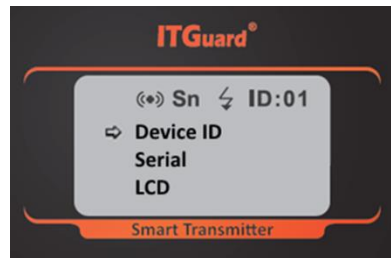 ITGuard®
Sn ID:01
Device ID
Serial
LCD
Smart Transmitter